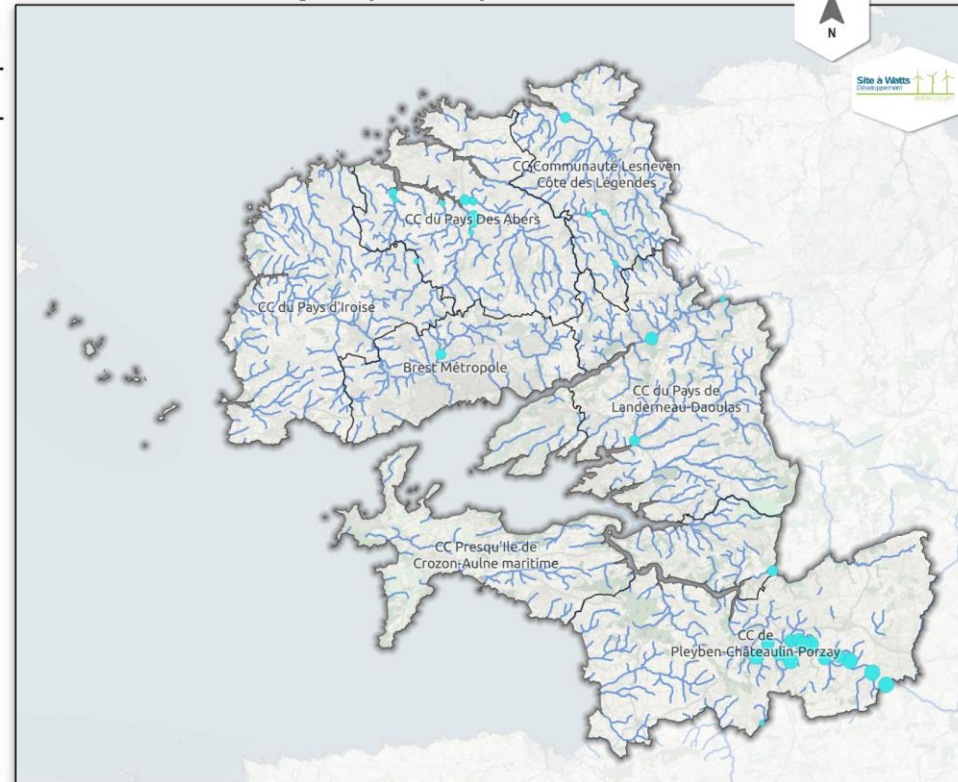 N
Site à Watts
Développement
CC Communauté Lesneven
Côte des Légendes
CC du Pays Des Abers
CC du Pays d'Iroise
Brest Métropole
CC du Pays de
Landerneau-Daoulas
CC Presqu'Ile de
Crozon-Aulne maritime
CC de
Pleyben-Châteaulin-Porzay